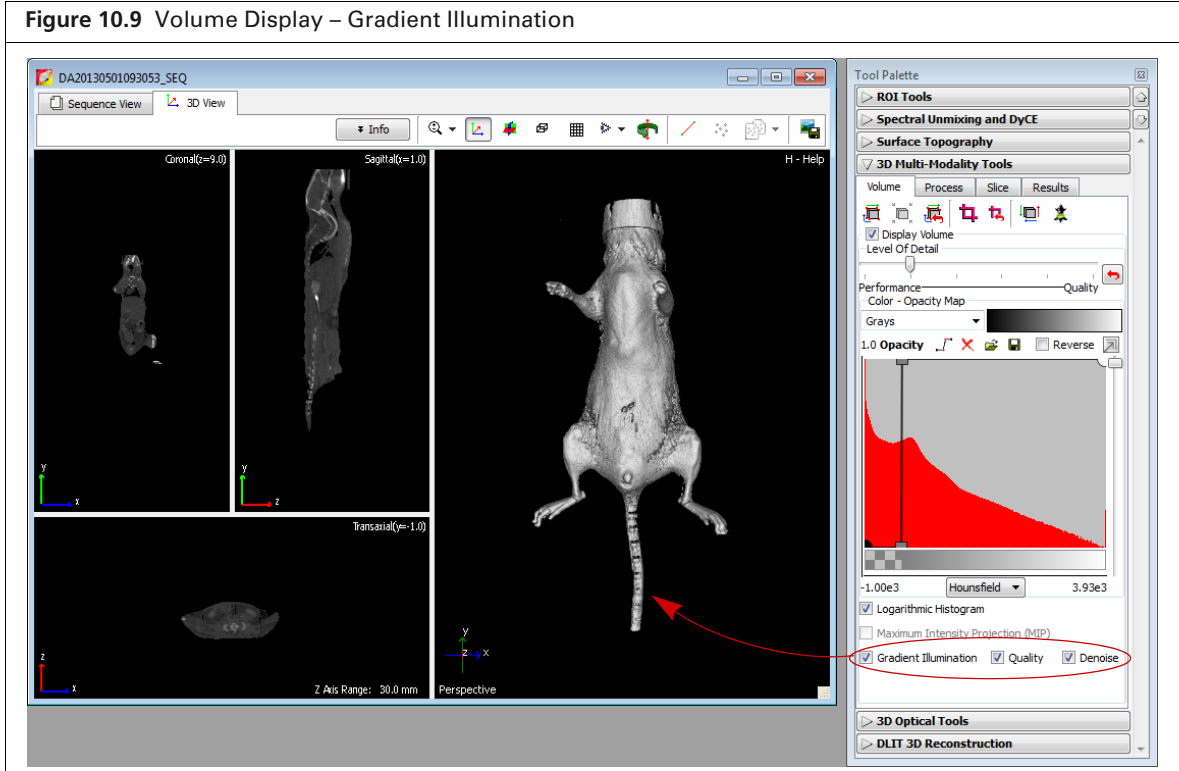 Figure 10.9 Volume Display – Gradient Illumination
DA20130501093053_SEQ
Sequence View
3D View
Info
Coronal(z=9.0)
Sagittal(x=1.0)
H - Help
y
x
y
z
Transaxial(y=-1.0)
z
x
Z Axis Range: 30.0 mm
y
z
x
Perspective
Tool Palette
ROI Tools
Spectral Unmixing and DyCE
Surface Topography
3D Multi-Modality Tools
Volume Process Slice Results
Display Volume
Level Of Detail
Performance Quality
Color - Opacity Map
Grays
1.0 Opacity Reverse
-1.00e3 Hounsfield 3.93e3
Logarithmic Histogram
Maximum Intensity Projection (MIP)
Gradient Illumination Quality Denoise
3D Optical Tools
DLIT 3D Reconstruction